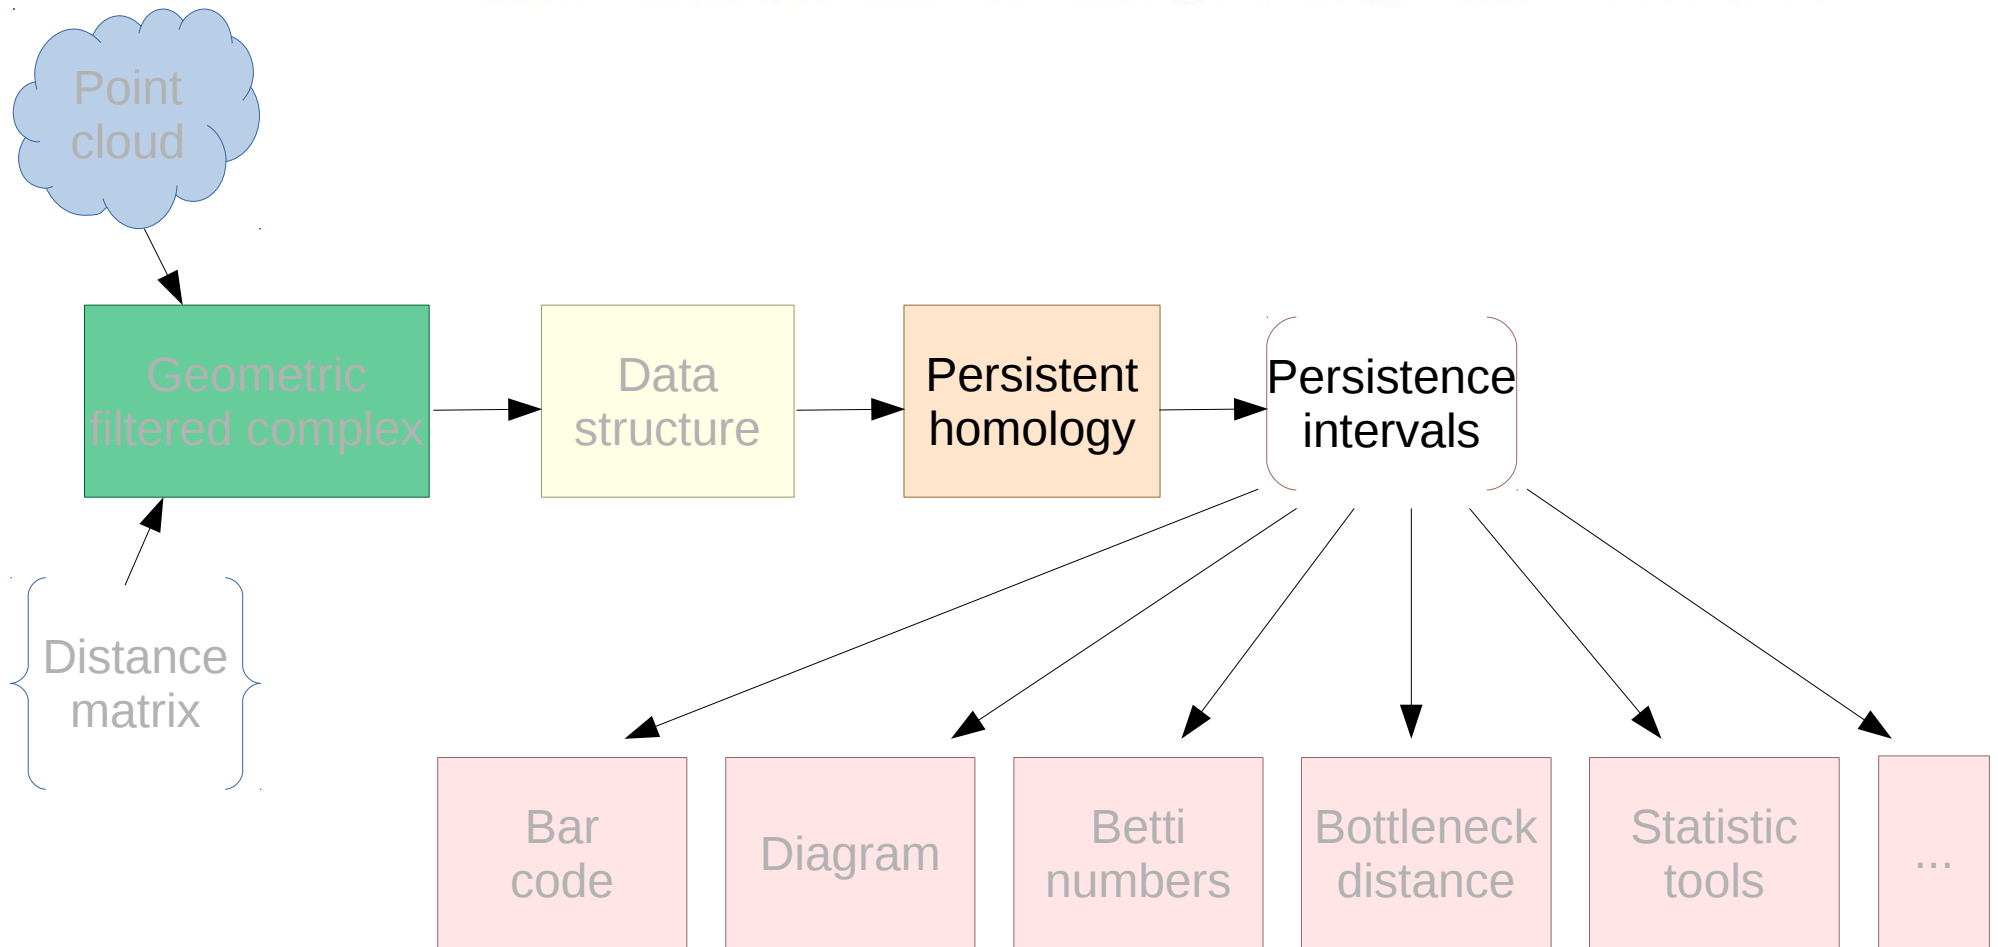 Point
cloud
Geometric
filtered complex
Data
structure
Persistent
homology
Persistence
intervals
Distance
matrix
Bar
code
Diagram
Betti
numbers
Bottleneck
distance
Statistic
tools
...